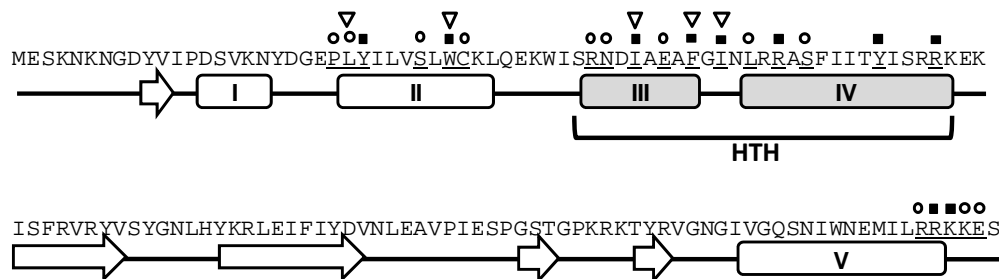 MESKNKNGDYVIPDSVKNYDGEPLYILVSLWCKLQEKWISRNDIAEAFGINLRRASFIITYISRRKEK
I II III IV
HTH
ISFRVRYVSYGNLHYKRLEIFIYDVNLEAVPIESPGSTGPKRKTYRVGNGIVGQSNIWNEMILRRKKES
V